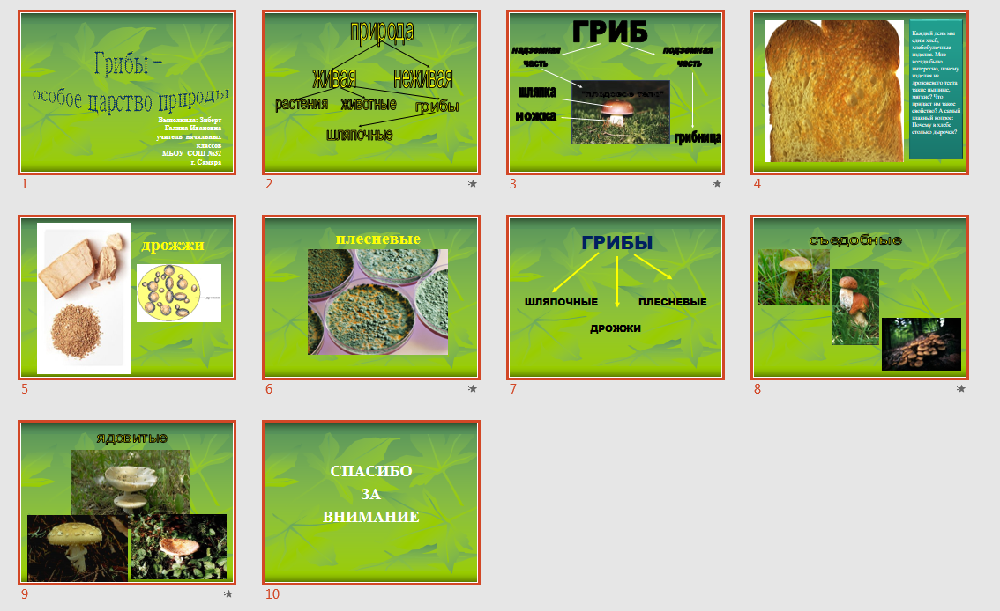 Грибы –
особое царство природы
Выполнила: Зиберт
Галина Ивановна
учитель начальных
классов
МБОУ СОШ №32
г. Самара
1
природа
живая неживая
растения животные грибы
шляпочные
2
ГРИБ
надземная часть
подземная часть
шляпка
"плодовое тело"
ножка
грибница
3
Каждый день мы
едим хлеб,
хлебобулочные
изделия. Мне
всегда было
интересно, почему
изделия из
дрожжевого теста
такие пышные,
мягкие? Что
придает им такое
свойство? А самый
главный вопрос:
Почему в хлебе
столько дырочек?
4
дрожжи
5
плесневые
6
ГРИБЫ
ШЛЯПОЧНЫЕ ПЛЕСНЕВЫЕ
ДРОЖЖИ
7
съедобные
8
ядовитые
9
СПАСИБО
ЗА
ВНИМАНИЕ
10